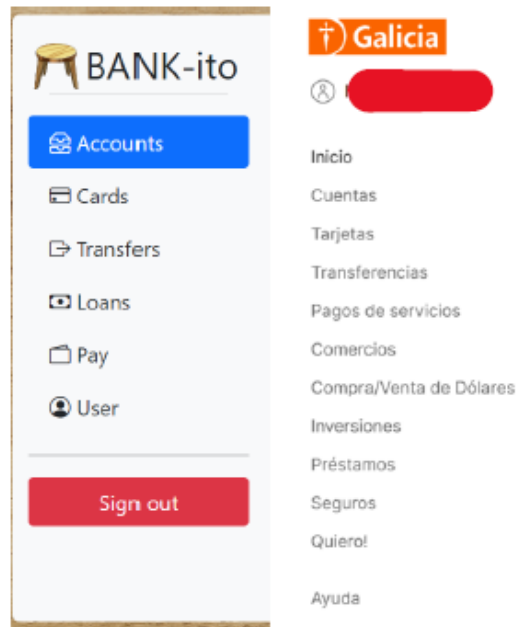 BANK-ito
Accounts
Cards
Transfers
Loans
Pay
User
Sign out
Galicia
Inicio
Cuentas
Tarjetas
Transferencias
Pagos de servicios
Comercios
Compra/Venta de Dólares
Inversiones
Préstamos
Seguros
Quiero!
Ayuda